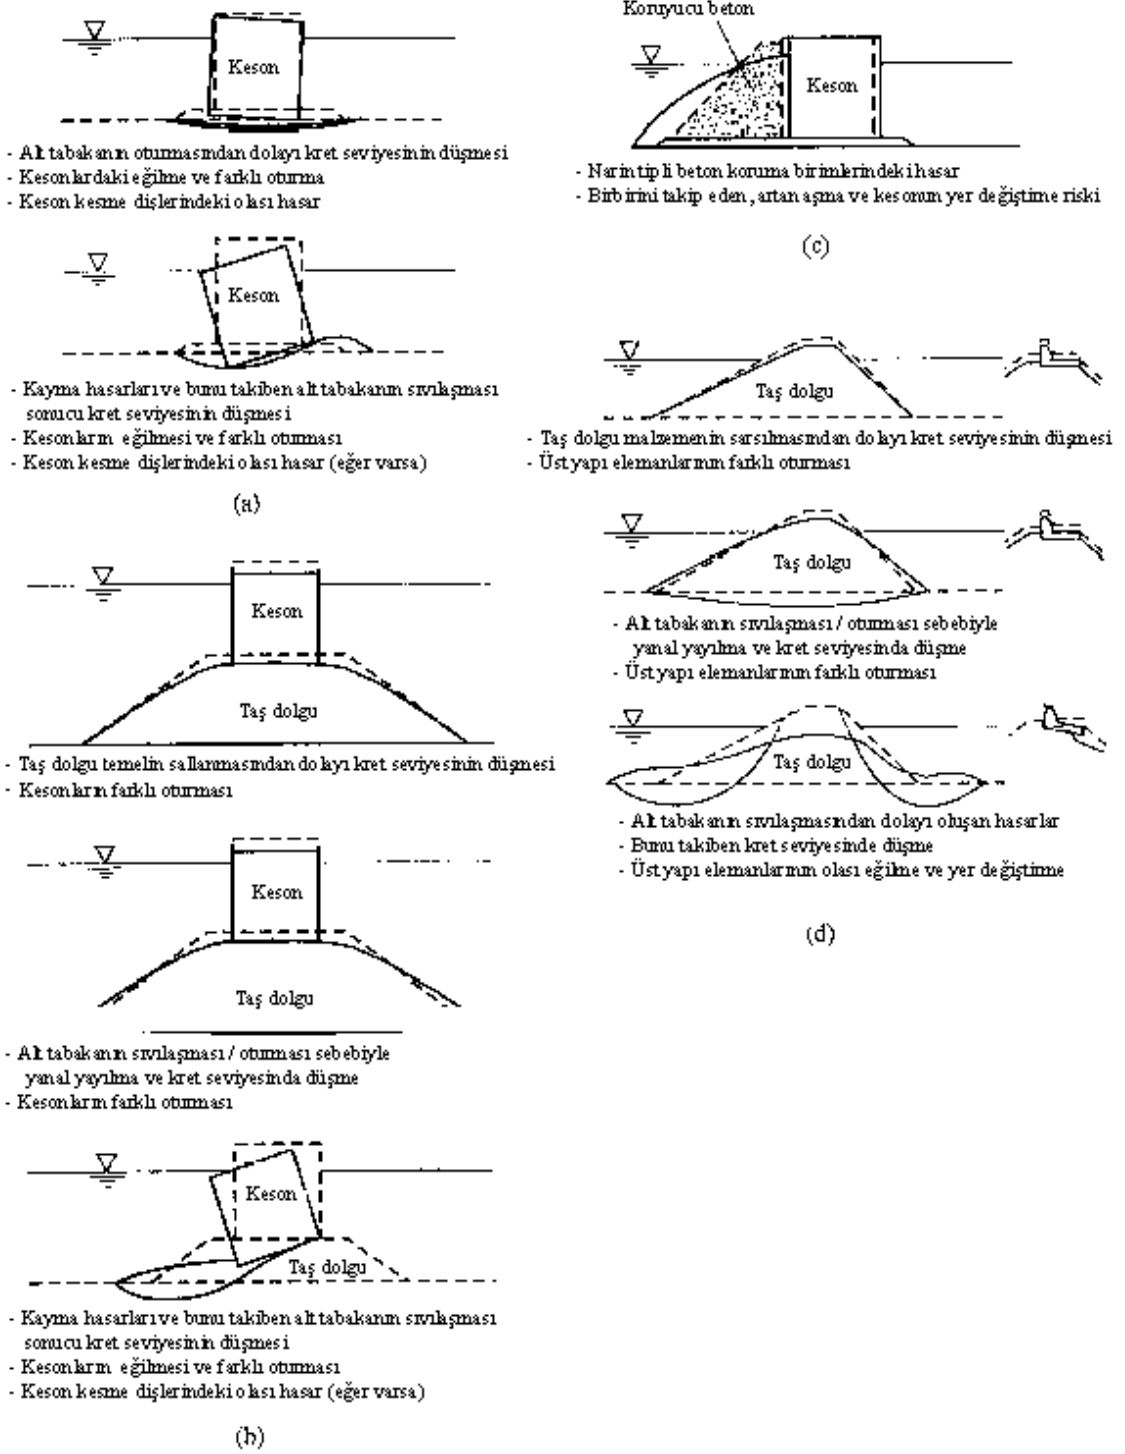 Keson
- Alt tabakanın oturmasından dolayı kret seviyesinin düşmesi
- Kesonlardaki eğilme ve farklı oturma
- Keson kesme dişlerindeki olası hasar
Keson
- Kayma hasarları ve bunu takiben alt tabakanın sıvılaşması
sonucu kret seviyesinin düşmesi
- Kesonların eğilmesi ve farklı oturması
- Keson kesme dişlerindeki olası hasar (eğer varsa)
(a)
Keson
Taş dolgu
- Taş dolgu temelin sallanmasından dolayı kret seviyesinin düşmesi
- Kesonların farklı oturması
Keson
Taş dolgu
- Alt tabakanın sıvılaşması / oturması sebebiyle
yanal yayılma ve kret seviyesinda düşme
- Kesonların farklı oturması
Keson
Taş dolgu
- Kayma hasarları ve bunu takiben alt tabakanın sıvılaşması
sonucu kret seviyesinin düşmesi
- Kesonların eğilmesi ve farklı oturması
- Keson kesme dişlerindeki olası hasar (eğer varsa)
(b)
Koruyucu beton
Keson
- Narin tipli beton koruma birimlerindeki hasar
- Birbirini takip eden, artan aşma ve kesonun yer değiştirme riski
(c)
Taş dolgu
- Taş dolgu malzemenin sarsılmasından dolayı kret seviyesinin düşmesi
- Üst yapı elemanlarının farklı oturması
Taş dolgu
- Alt tabakanın sıvılaşması / oturması sebebiyle
yanal yayılma ve kret seviyesinda düşme
- Üst yapı elemanlarının farklı oturması
Taş dolgu
- Alt tabakanın sıvılaşmasından dolayı oluşan hasarlar
- Bunu takiben kret seviyesinde düşme
- Üst yapı elemanlarının olası eğilme ve yer değiştirme
(d)